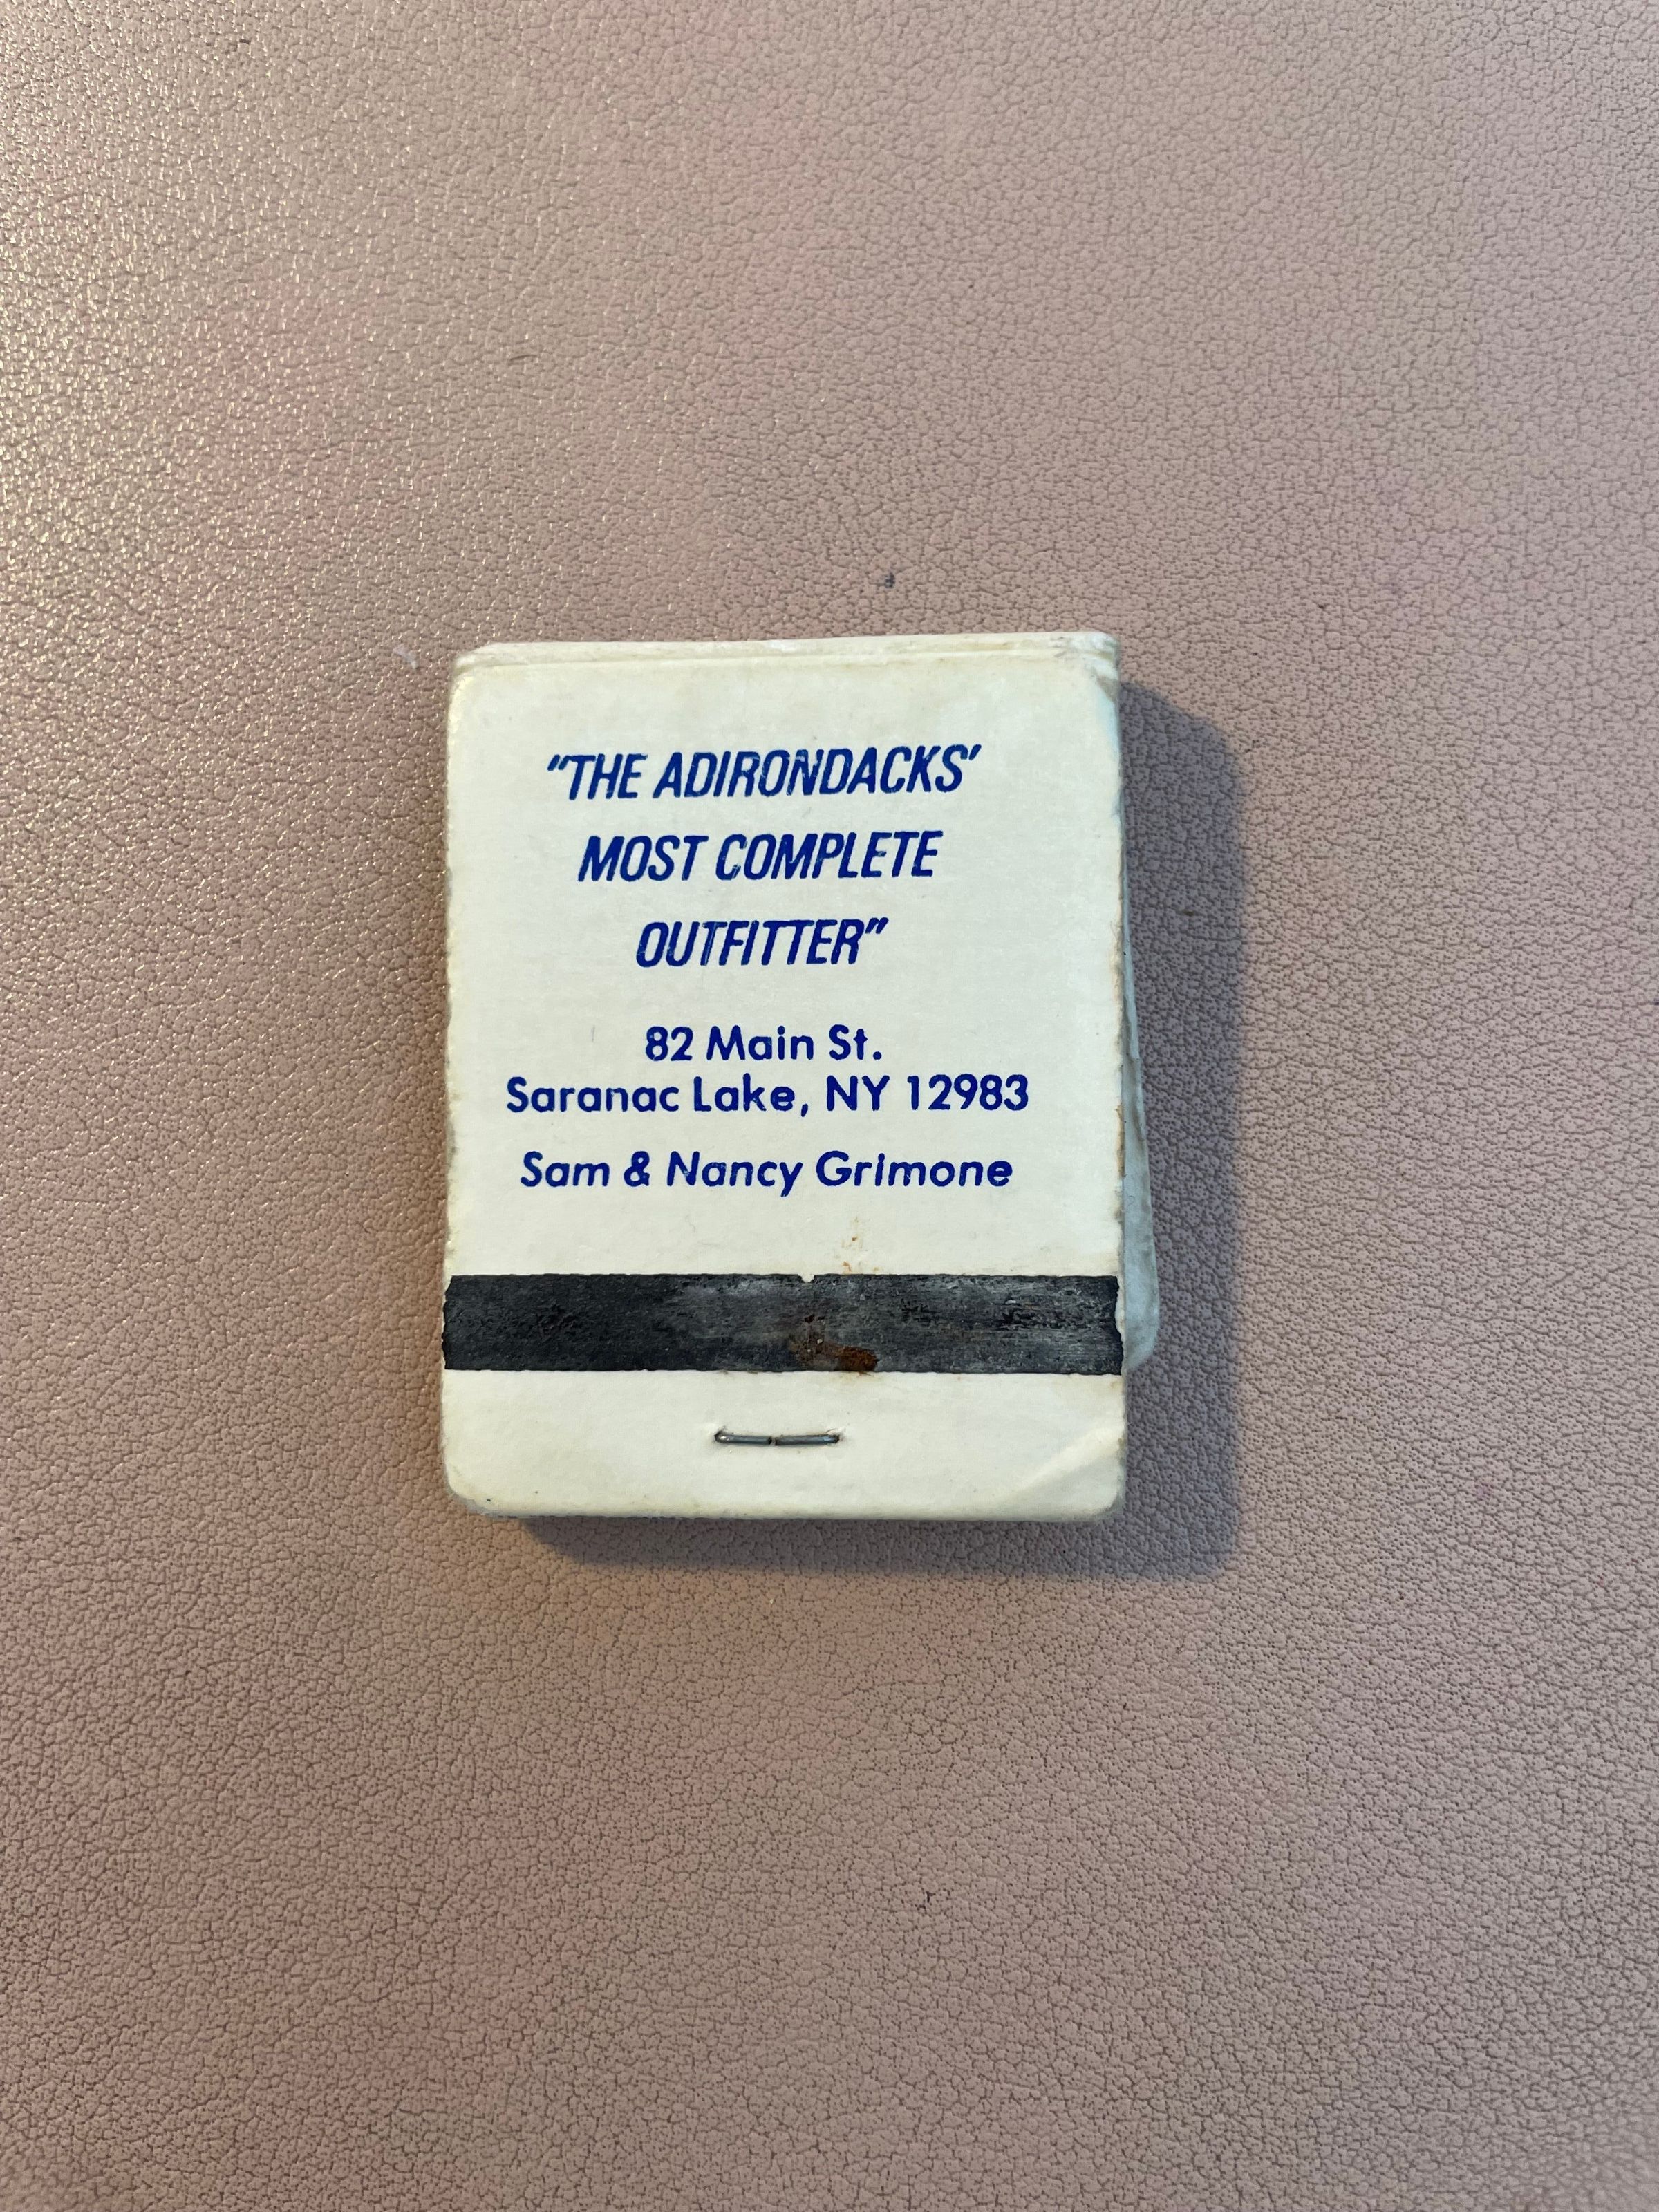 "THE ADIRONDACKS'
MOST COMPLETE
OUTFITTER"
82 Main St.
Saranac Lake, NY 12983
Sam & Nancy Grimone